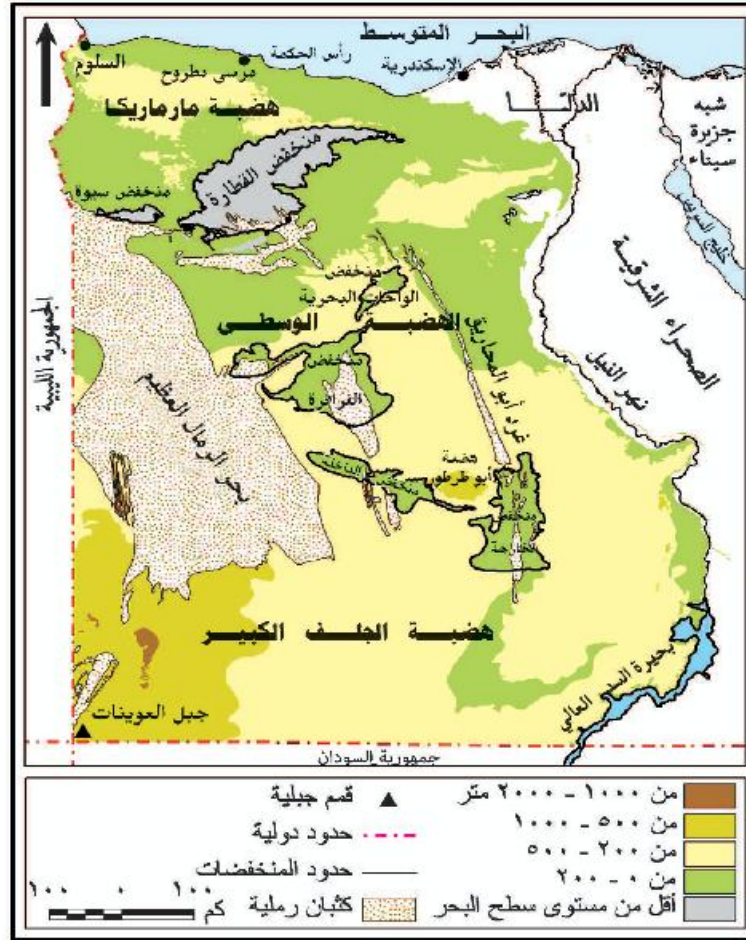 البحر المتوسط
السلوم
مرسى مطروح
رأس الحكمة
الإسكندرية
الدلتا
شبه
جزيرة
سيناء
هضبة مارماريكا
منخفض القطارة
منخفض سيوة
خليج السويس
الصحراء الشرقية
نهر النيل
الجمهورية الليبية
منخفض
الواحات البحرية
الهضبة الوسطى
غرد أبو المحاريق
منخفض
الفرافرة
بحر الرمال العظيم
هضبة
أبو طرطور
منخفض الداخلة
منخفض
الخارجة
هضبة الجلف الكبير
بحيرة السد العالي
جبل العوينات
جمهورية السودان
من ١٠٠٠ - ٢٠٠٠ متر
من ٥٠٠ - ١٠٠٠
من ٢٠٠ - ٥٠٠
من ٠ - ٢٠٠
أقل من مستوى سطح البحر
قمم جبلية
حدود دولية
حدود المنخفضات
كثبان رملية
١٠٠ ٠ ١٠٠
كم